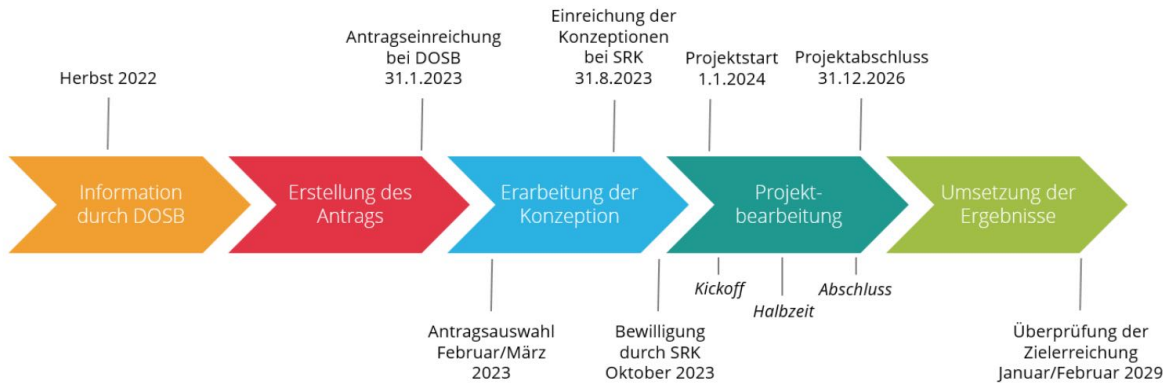 Herbst 2022
Antragseinreichung
bei DOSB
31.1.2023
Einreichung der
Konzeptionen
bei SRK
31.8.2023
Projektstart
1.1.2024
Projektabschluss
31.12.2026
Information
durch DOSB
Erstellung des
Antrags
Erarbeitung der
Konzeption
Projekt-
bearbeitung
Umsetzung der
Ergebnisse
Kickoff
Halbzeit
Abschluss
Antragsauswahl
Februar/März
2023
Bewilligung
durch SRK
Oktober 2023
Überprüfung der
Zielerreichung
Januar/Februar 2029